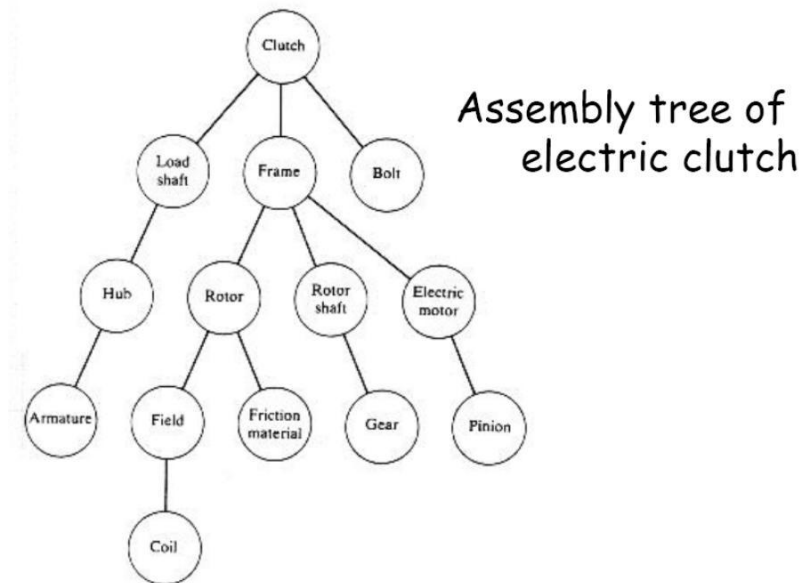 Clutch
Assembly tree of
electric clutch
Load
shaft
Frame
Bolt
Hub
Rotor
Rotor
shaft
Electric
motor
Armature
Field
Friction
material
Gear
Pinion
Coil